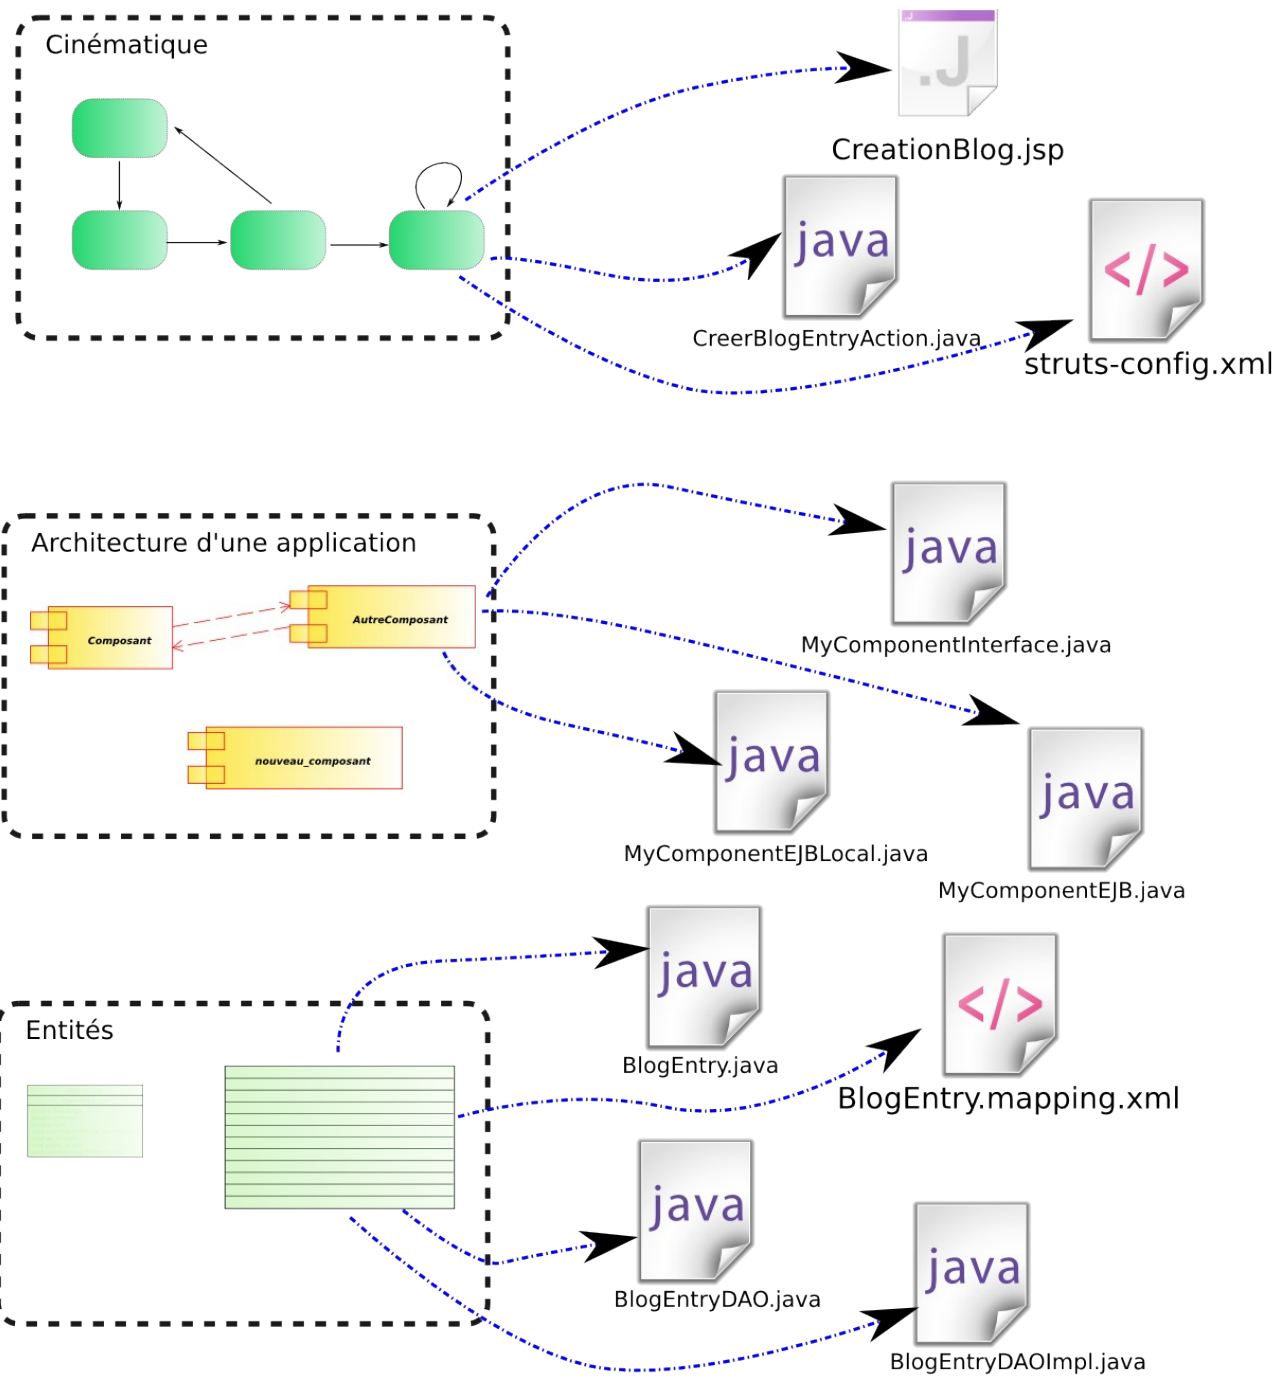 Cinématique
.J
CreationBlog.jsp
java
CreerBlogEntryAction.java
</>
struts-config.xml
Architecture d'une application
Composant
AutreComposant
nouveau_composant
java
MyComponentInterface.java
java
MyComponentEJBLocal.java
java
MyComponentEJB.java
Entités
java
BlogEntry.java
</>
BlogEntry.mapping.xml
java
BlogEntryDAO.java
java
BlogEntryDAOImpl.java